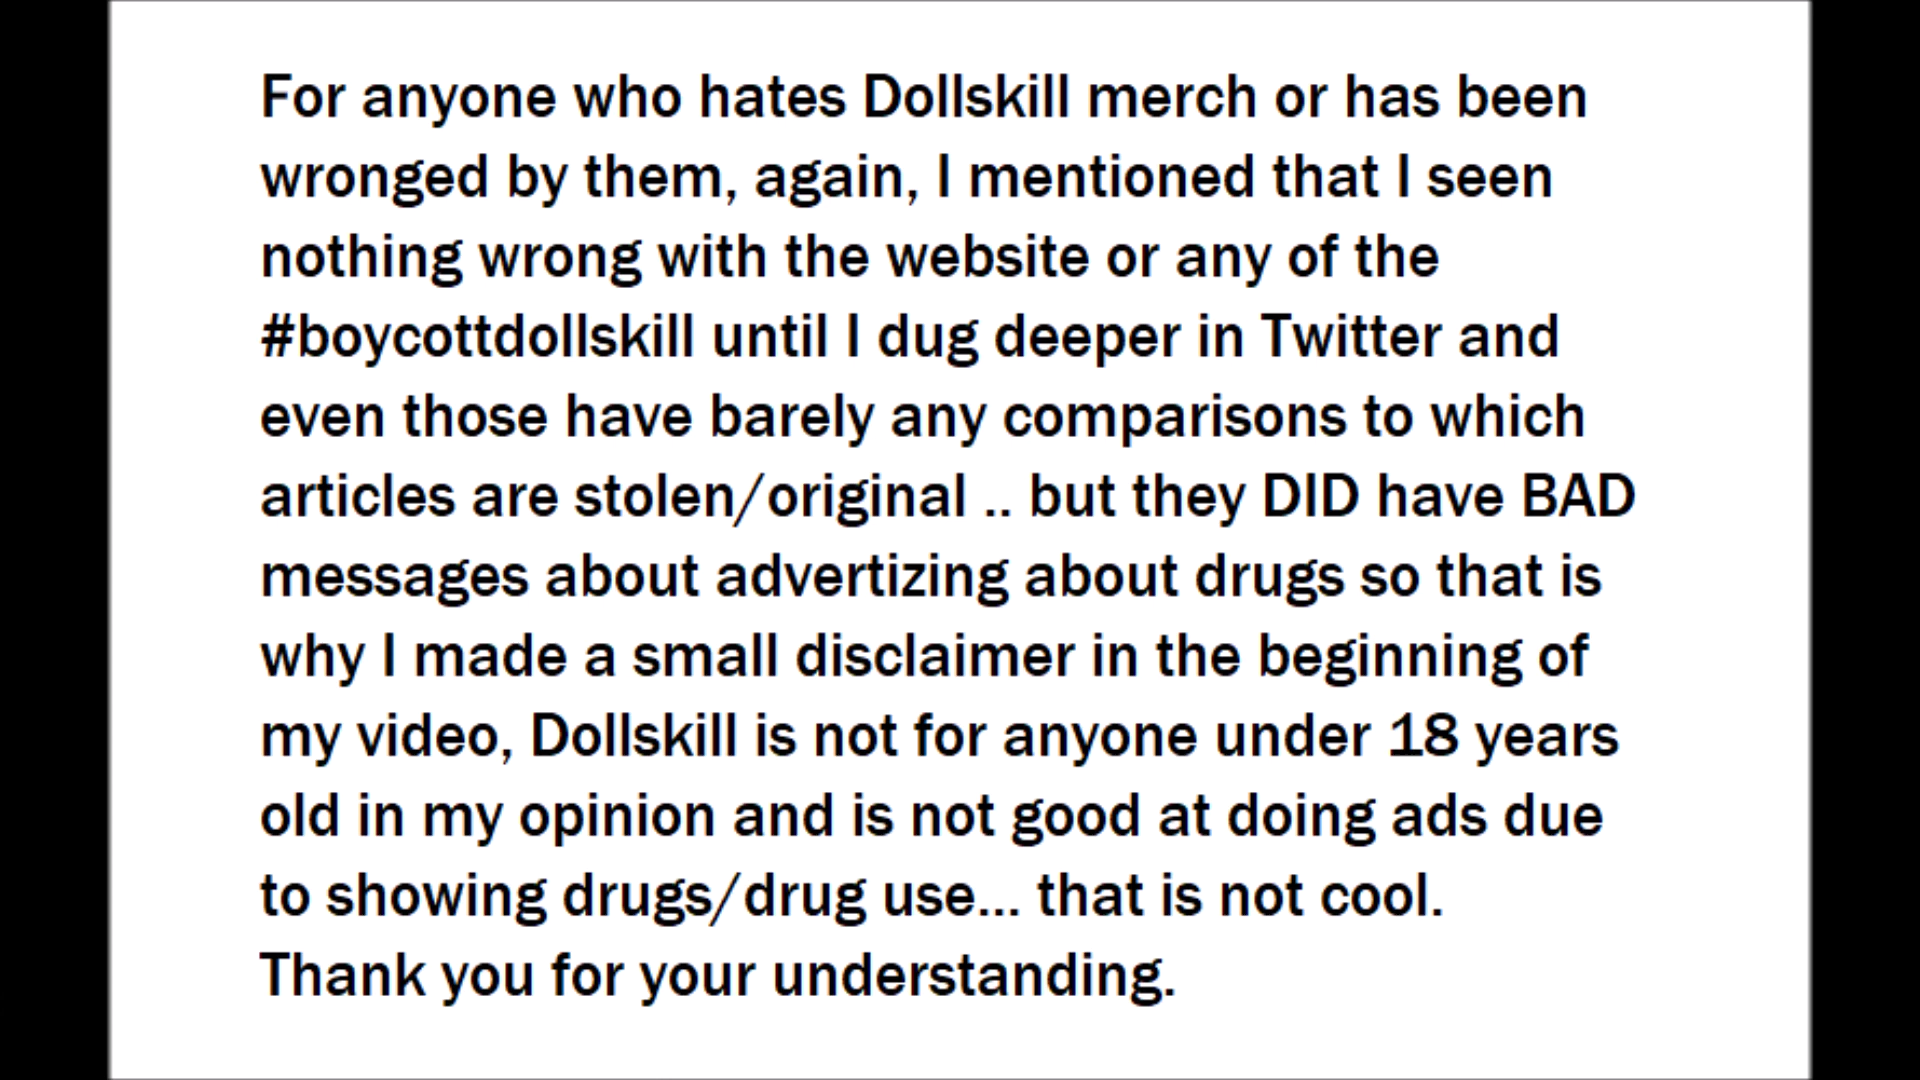 For anyone who hates Dollskill merch or has been
wronged by them, again, I mentioned that I seen
nothing wrong with the website or any of the
#boycottdollskill until I dug deeper in Twitter and
even those have barely any comparisons to which
articles are stolen/original .. but they DID have BAD
messages about advertizing about drugs so that is
why I made a small disclaimer in the beginning of
my video, Dollskill is not for anyone under 18 years
old in my opinion and is not good at doing ads due
to showing drugs/drug use... that is not cool.
Thank you for your understanding.